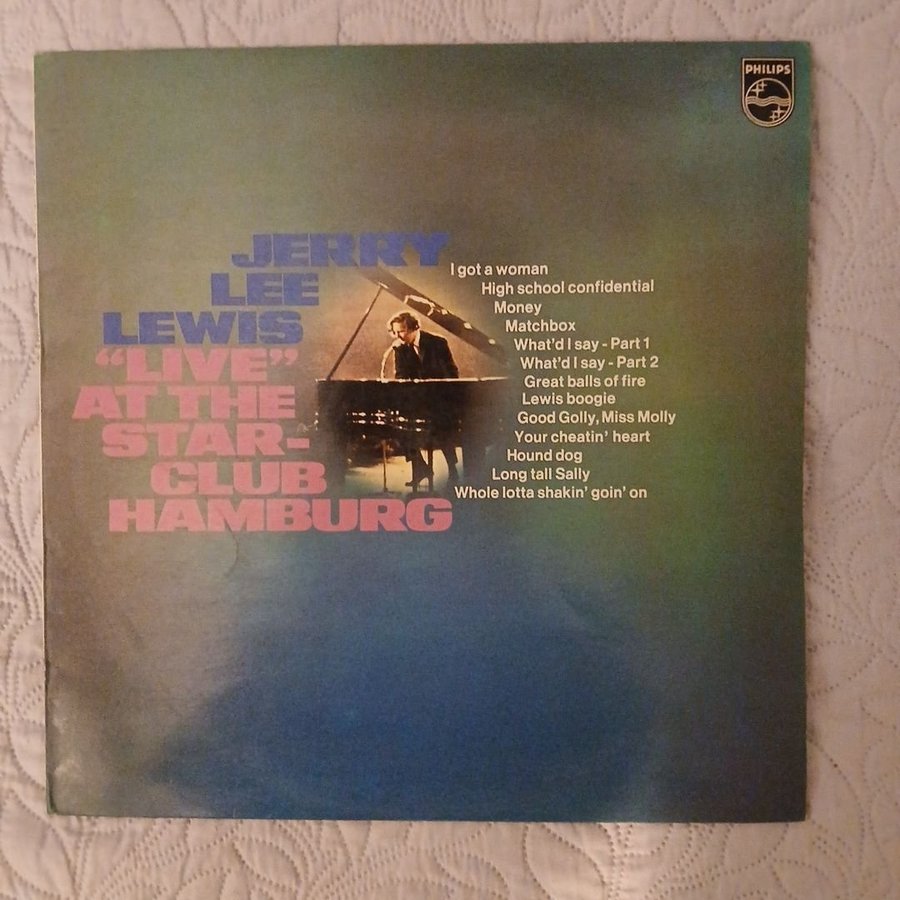 PHILIPS
JERRY
LEE
LEWIS
“LIVE”
AT THE
STAR-
CLUB
HAMBURG
I got a woman
High school confidential
Money
Matchbox
What'd I say - Part 1
What'd I say - Part 2
Great balls of fire
Lewis boogie
Good Golly, Miss Molly
Your cheatin' heart
Hound dog
Long tall Sally
Whole lotta shakin' goin' on